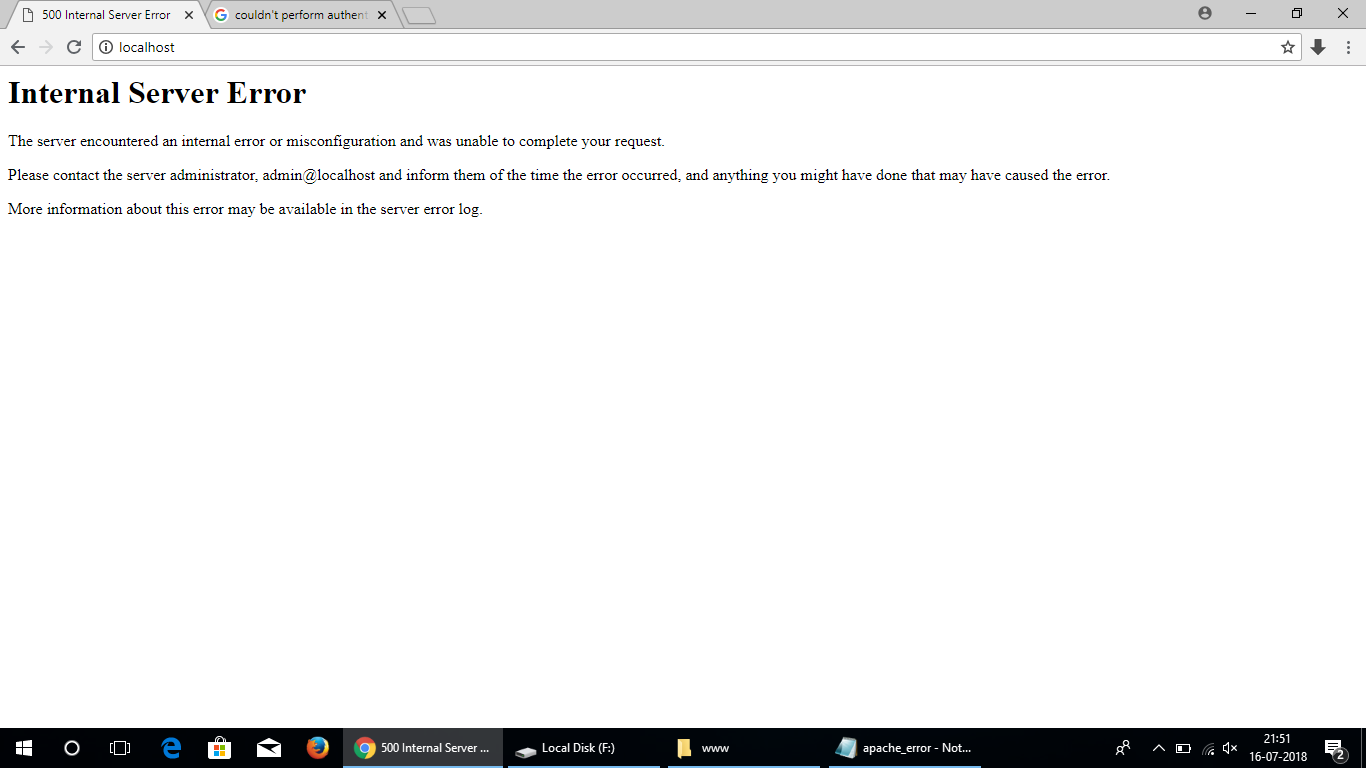 500 Internal Server Error
couldn't perform authent
localhost
Internal Server Error
The server encountered an internal error or misconfiguration and was unable to complete your request.
Please contact the server administrator, admin@localhost and inform them of the time the error occurred, and anything you might have done that may have caused the error.
More information about this error may be available in the server error log.
500 Internal Server ...
Local Disk (F:)
www
apache_error - Not...
21:51
16-07-2018
2